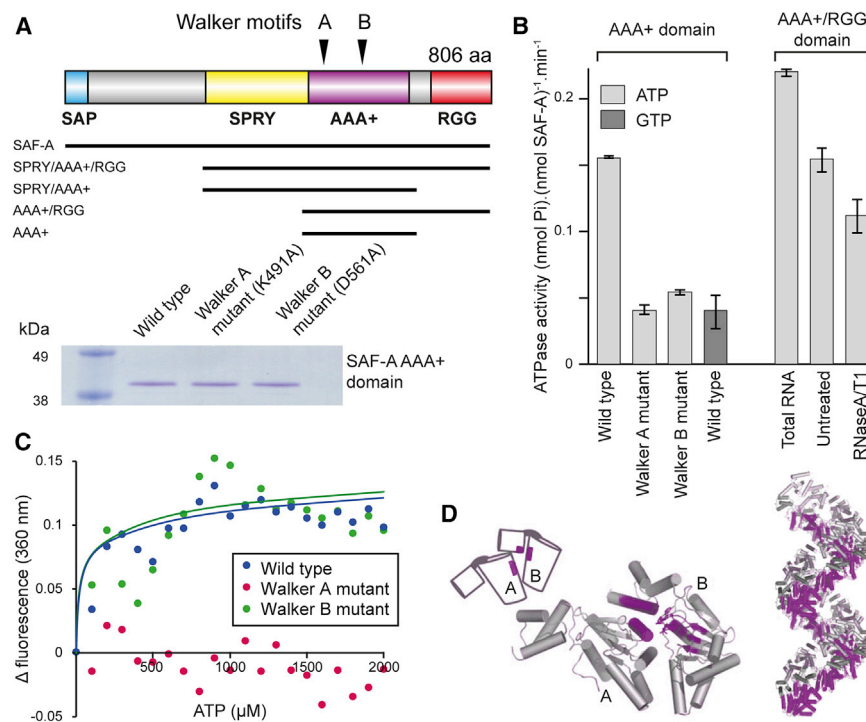 A
Walker motifs A B
806 aa
SAP SPRY AAA+ RGG
SAF-A
SPRY/AAA+/RGG
SPRY/AAA+
AAA+/RGG
AAA+
Wild type
Walker A mutant (K491A)
Walker B mutant (D561A)
kDa
49
38
SAF-A AAA+
domain
B
AAA+ domain
AAA+/RGG
domain
ATPase activity (nmol Pi).(nmol SAF-A)-1.min-1
0.2
0.1
0
ATP
GTP
Wild type
Walker A mutant
Walker B mutant
Wild type
Total RNA
Untreated
RNaseA/T1
C
Δ fluorescence (360 nm)
0.15
0.1
0.05
0
-0.05
500 1000 1500 2000
ATP (µM)
Wild type
Walker A mutant
Walker B mutant
D
A B
B
A